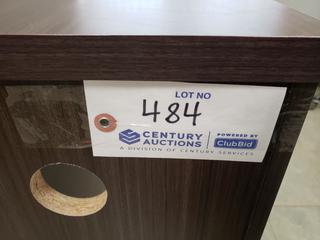 LOT NO
484
CENTURY
AUCTIONS
A DIVISION OF CENTURY SERVICES
POWERED BY
ClubBid